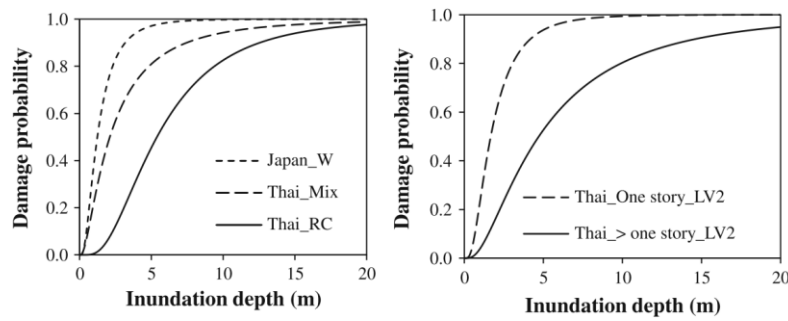 Damage probability
1.0
0.8
0.6
0.4
0.2
0.0
Japan_W
Thai_Mix
Thai_RC
0 5 10 15 20
Inundation depth (m)
Damage probability
1.0
0.8
0.6
0.4
0.2
0.0
Thai_One story_LV2
Thai_> one story_LV2
0 5 10 15 20
Inundation depth (m)